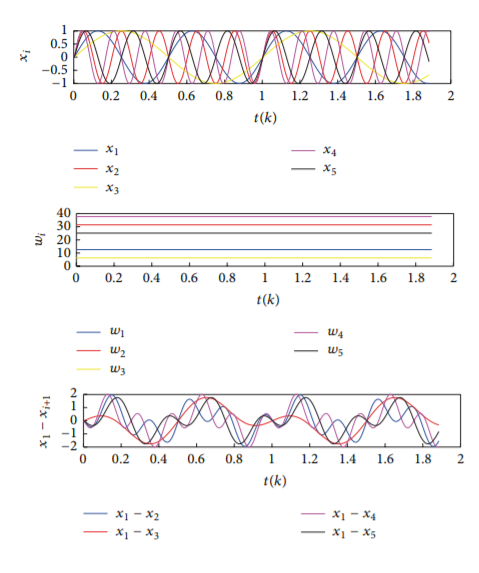 1
0.5
0
−0.5
−1
x_i
0 0.2 0.4 0.6 0.8 1 1.2 1.4 1.6 1.8 2
t(k)
x_1 x_4
x_2 x_5
x_3
40
30
20
10
0
w_i
0 0.2 0.4 0.6 0.8 1 1.2 1.4 1.6 1.8 2
t(k)
w_1 w_4
w_2 w_5
w_3
2
1
0
−1
−2
x_1 − x_{i+1}
0 0.2 0.4 0.6 0.8 1 1.2 1.4 1.6 1.8 2
t(k)
x_1 − x_2 x_1 − x_4
x_1 − x_3 x_1 − x_5